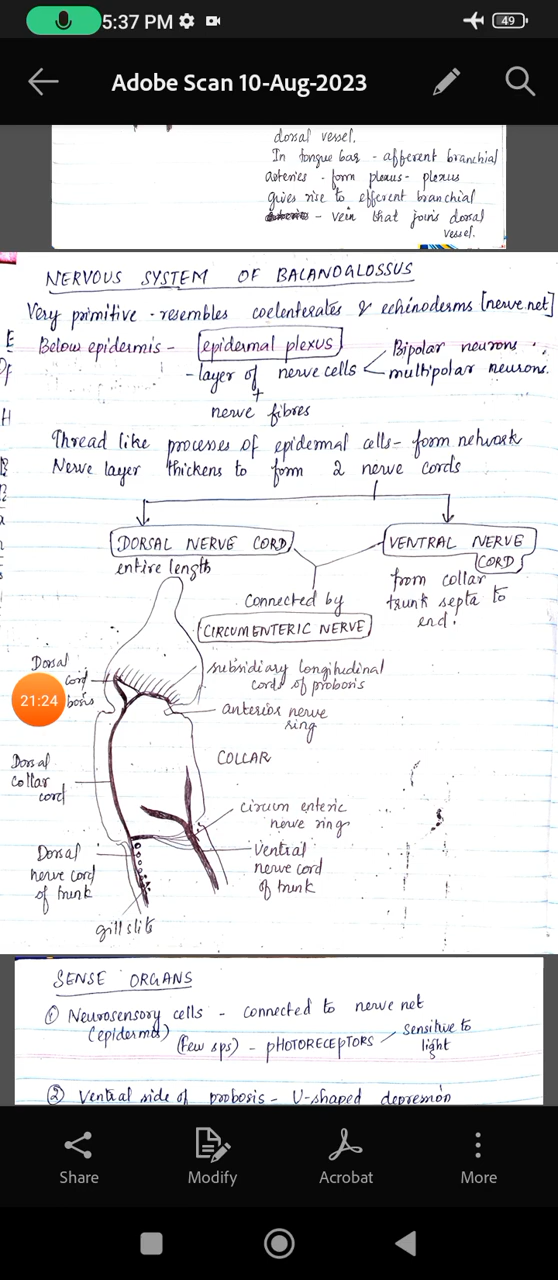 5:37 PM
49
Adobe Scan 10-Aug-2023
dorsal vessel.
In tongue bar - afferent branchial
arteries - form plexus - plexus
gives rise to efferent branchial
- vein that joins dorsal
vessel.
NERVOUS SYSTEM OF BALANOGLOSSUS
Very primitive - resembles coelenterates & echinoderms [nerve net]
Below epidermis - epidermal plexus
Bipolar neurons
- layer of nerve cells
multipolar neurons.
+
nerve fibres
Thread like processes of epidermal cells - form network
Nerve layer thickens to form 2 nerve cords
DORSAL NERVE CORD
VENTRAL NERVE
CORD
entire length
from collar
trunk septa to
end.
Connected by
CIRCUMENTERIC NERVE
Dorsal
cord
bosis
21:24
subsidiary longitudinal
cords of probosis
anterior nerve
ring
COLLAR
Dorsal
collar
cord
circum enteric
nerve ring
Dorsal
nerve cord
of trunk
Ventral
nerve cord
of trunk
gill slits
SENSE ORGANS
① Neurosensory cells - connected to nerve net
(epidermis)
(few sps) - PHOTORECEPTORS
sensitive to
light
② Ventral side of probosis - U-shaped depression
Share
Modify
Acrobat
More